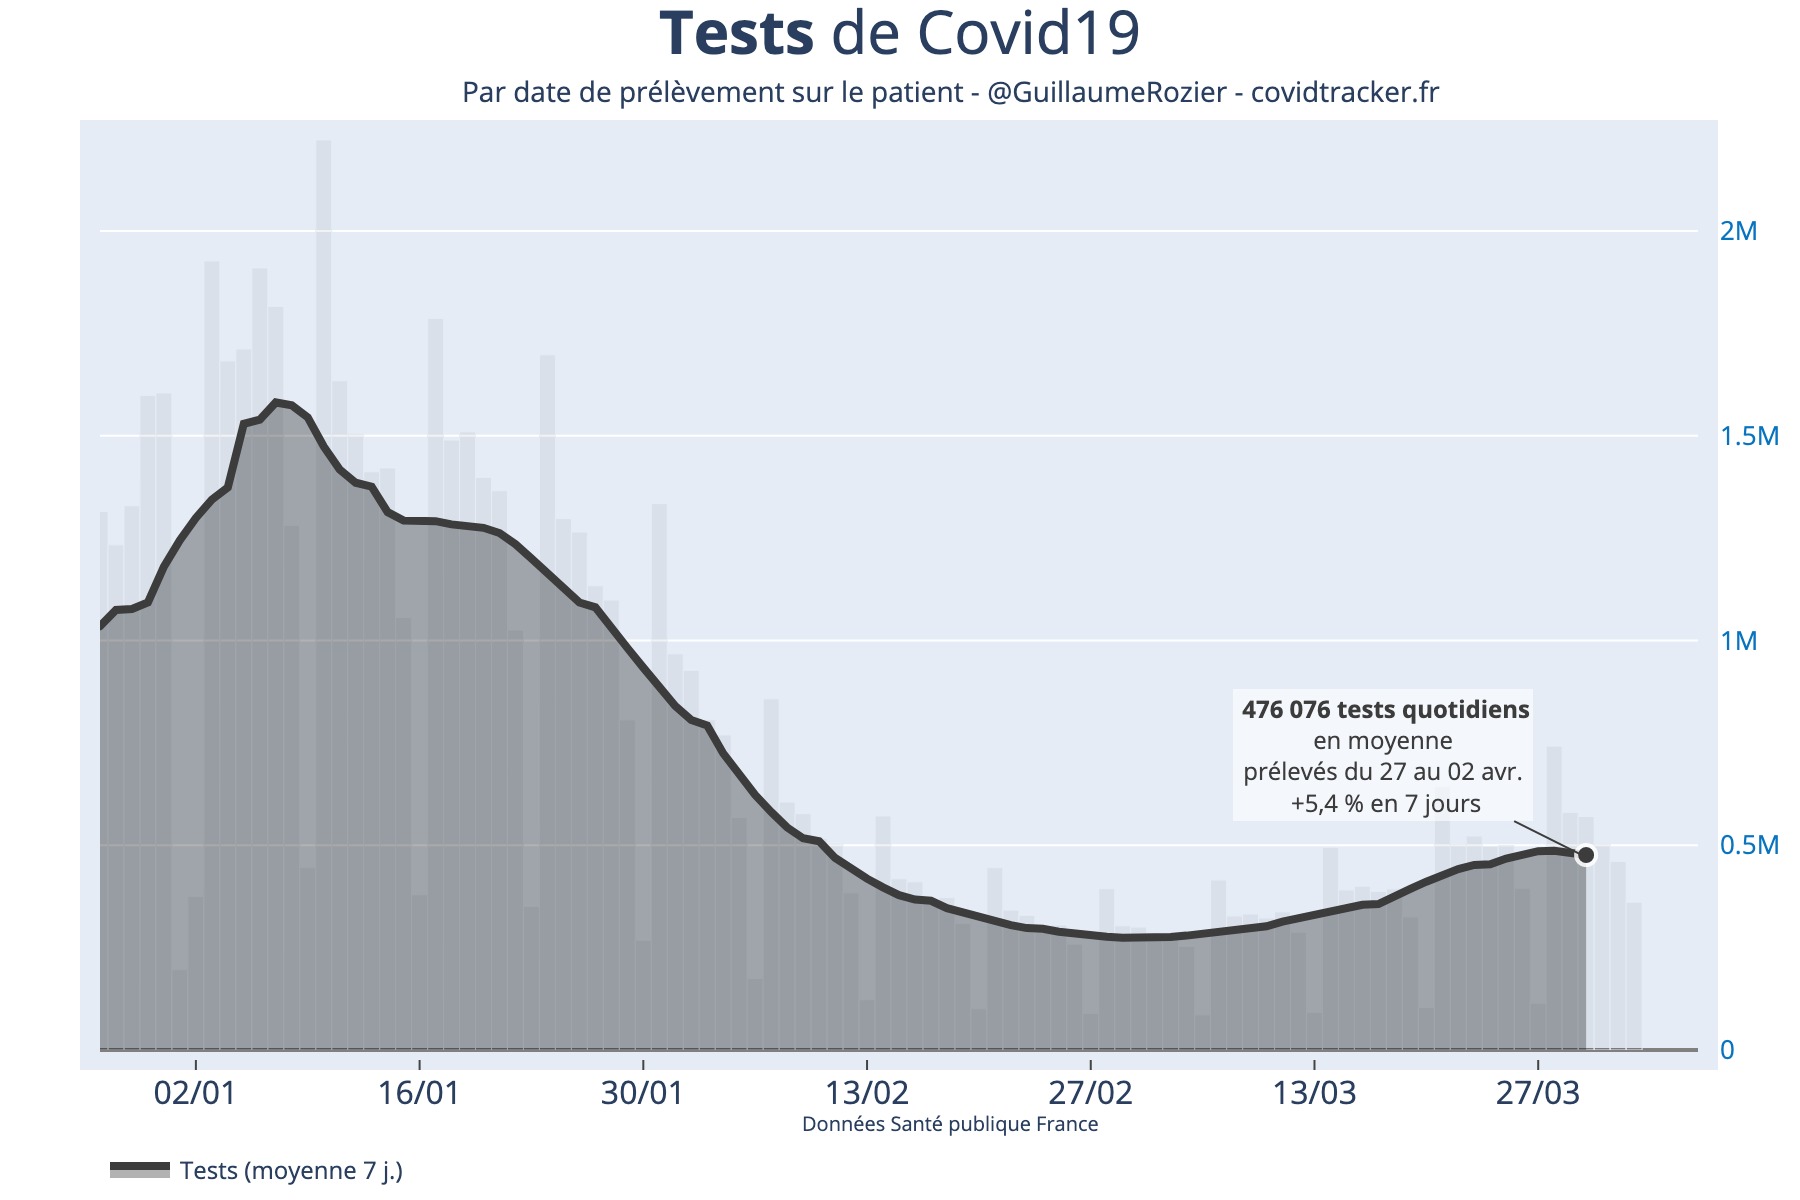 Tests de Covid19
Par date de prélèvement sur le patient - @GuillaumeRozier - covidtracker.fr
2M
1.5M
1M
476 076 tests quotidiens
en moyenne
prélevés du 27 au 02 avr.
+5,4 % en 7 jours
0.5M
0
02/01 16/01 30/01 13/02 27/02 13/03 27/03
Données Santé publique France
Tests (moyenne 7 j.)